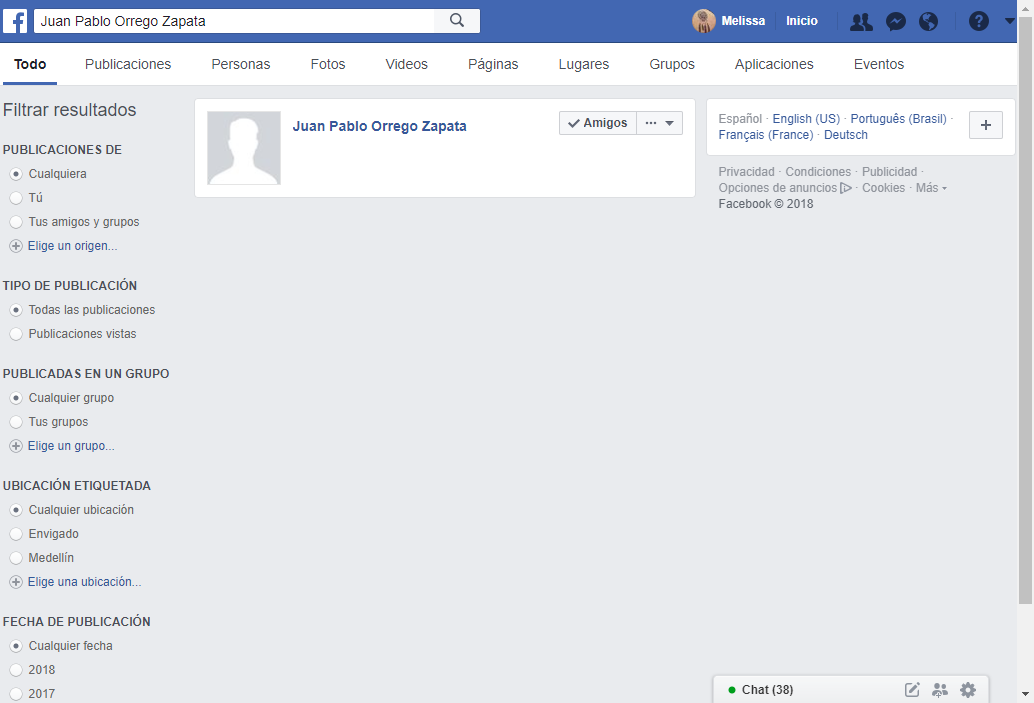 Juan Pablo Orrego Zapata
Melissa Inicio
Todo Publicaciones Personas Fotos Videos Páginas Lugares Grupos Aplicaciones Eventos
Filtrar resultados
PUBLICACIONES DE
Cualquiera
Tú
Tus amigos y grupos
Elige un origen...
TIPO DE PUBLICACIÓN
Todas las publicaciones
Publicaciones vistas
PUBLICADAS EN UN GRUPO
Cualquier grupo
Tus grupos
Elige un grupo...
UBICACIÓN ETIQUETADA
Cualquier ubicación
Envigado
Medellín
Elige una ubicación...
FECHA DE PUBLICACIÓN
Cualquier fecha
2018
2017
Juan Pablo Orrego Zapata
Amigos
Español · English (US) · Português (Brasil) ·
Français (France) · Deutsch
Privacidad · Condiciones · Publicidad ·
Opciones de anuncios · Cookies · Más
Facebook © 2018
Chat (38)